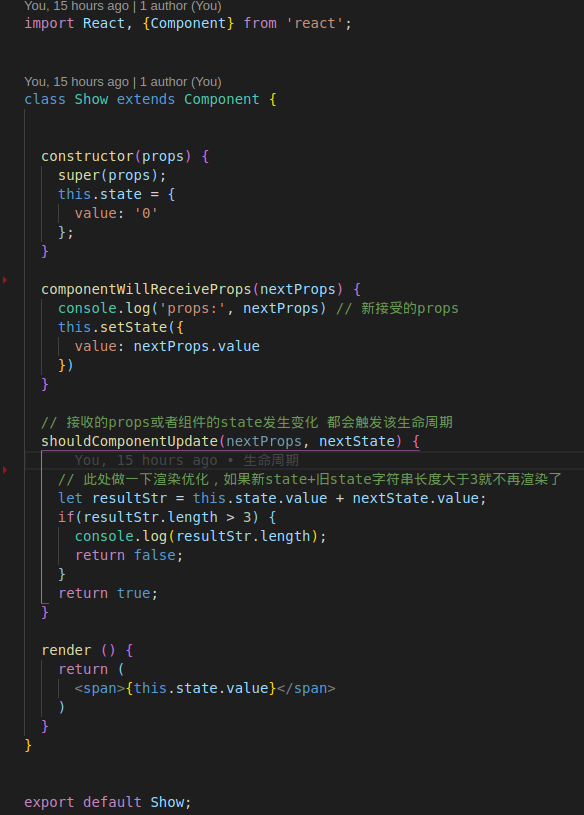 You, 15 hours ago | 1 author (You)
import React, {Component} from 'react';
You, 15 hours ago | 1 author (You)
class Show extends Component {
constructor(props) {
super(props);
this.state = {
value: '0'
};
}
componentWillReceiveProps(nextProps) {
console.log('props:', nextProps) // 新接受的props
this.setState({
value: nextProps.value
})
}
// 接收的props或者组件的state发生变化 都会触发该生命周期
shouldComponentUpdate(nextProps, nextState) {
You, 15 hours ago • 生命周期
// 此处做一下渲染优化，如果新state+旧state字符串长度大于3就不再渲染了
let resultStr = this.state.value + nextState.value;
if(resultStr.length > 3) {
console.log(resultStr.length);
return false;
}
return true;
}
render () {
return (
<span>{this.state.value}</span>
)
}
}
export default Show;